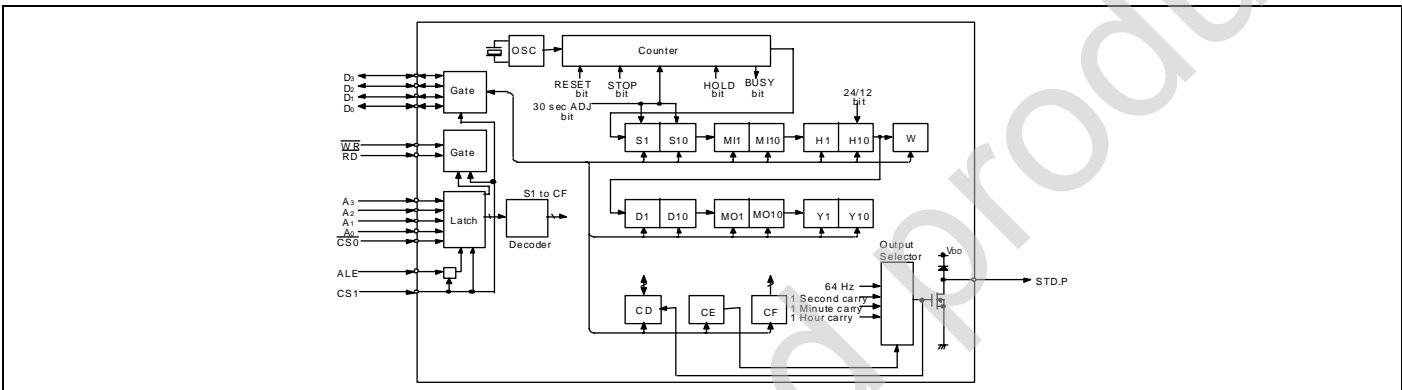 OSC
Counter
RESET
bit
STOP
bit
HOLD
bit
BUSY
bit
30 sec ADJ
bit
24/12
bit
D3
D2
D1
D0
Gate
S1 S10 MI1 MI10 H1 H10 W
WR
RD
Gate
A3
A2
A1
A0
CS0
Latch
S1 to CF
Decoder
D1 D10 MO1 MO10 Y1 Y10
ALE
CS1
Output
Selector
VDD
STD.P
64 Hz
1 Second carry
1 Minute carry
1 Hour carry
CD CE CF
d produ